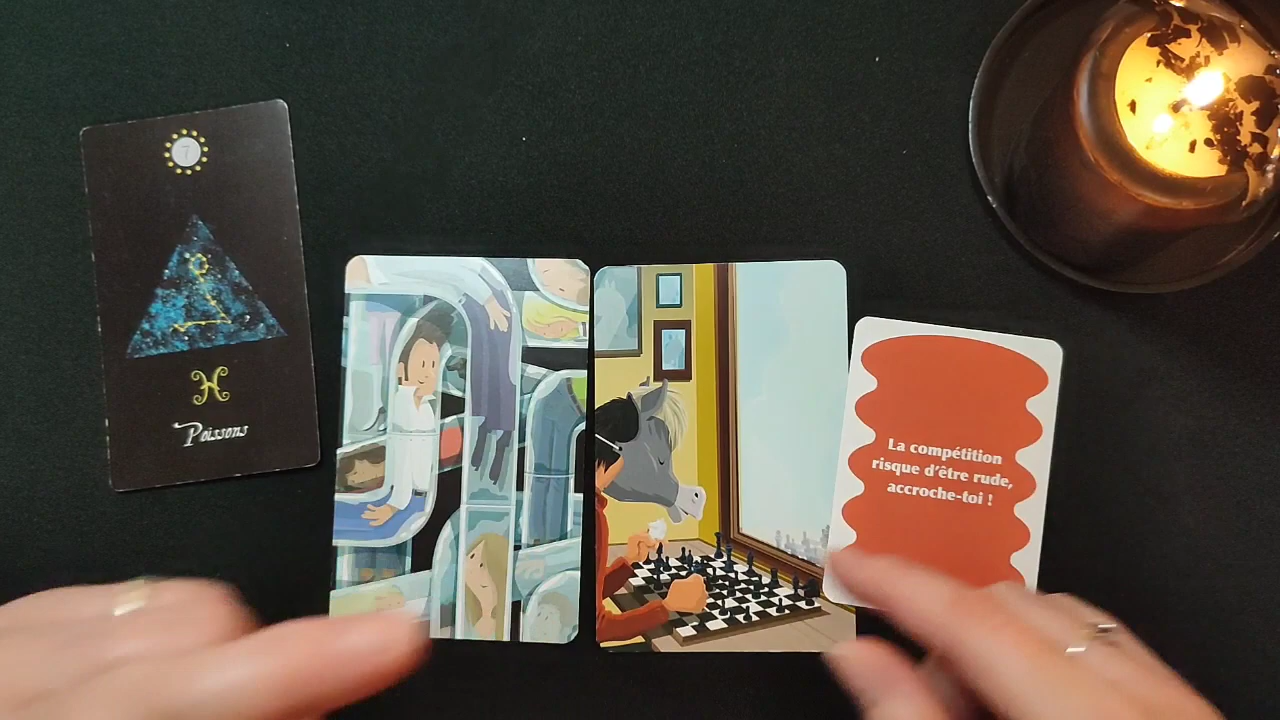 7
Poissons
La compétition
risque d'être rude,
accroche-toi !